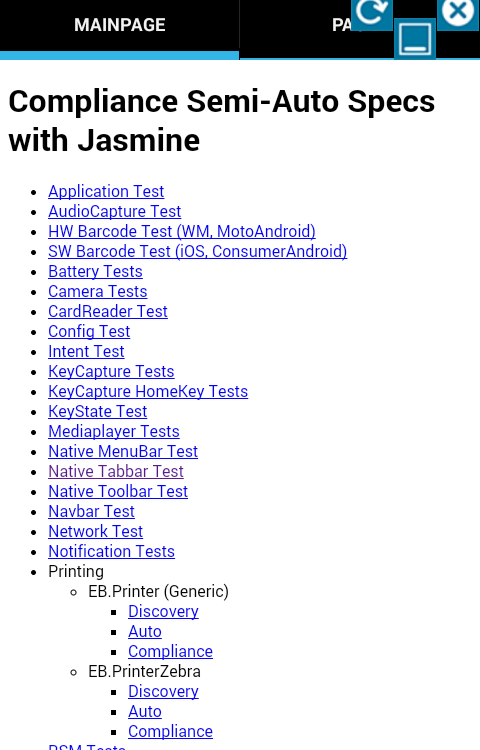 MAINPAGE
Compliance Semi-Auto Specs
with Jasmine
Application Test
AudioCapture Test
HW Barcode Test (WM, MotoAndroid)
SW Barcode Test (iOS, ConsumerAndroid)
Battery Tests
Camera Tests
CardReader Test
Config Test
Intent Test
KeyCapture Tests
KeyCapture HomeKey Tests
KeyState Test
Mediaplayer Tests
Native MenuBar Test
Native Tabbar Test
Native Toolbar Test
Navbar Test
Network Test
Notification Tests
Printing
EB.Printer (Generic)
Discovery
Auto
Compliance
EB.PrinterZebra
Discovery
Auto
Compliance